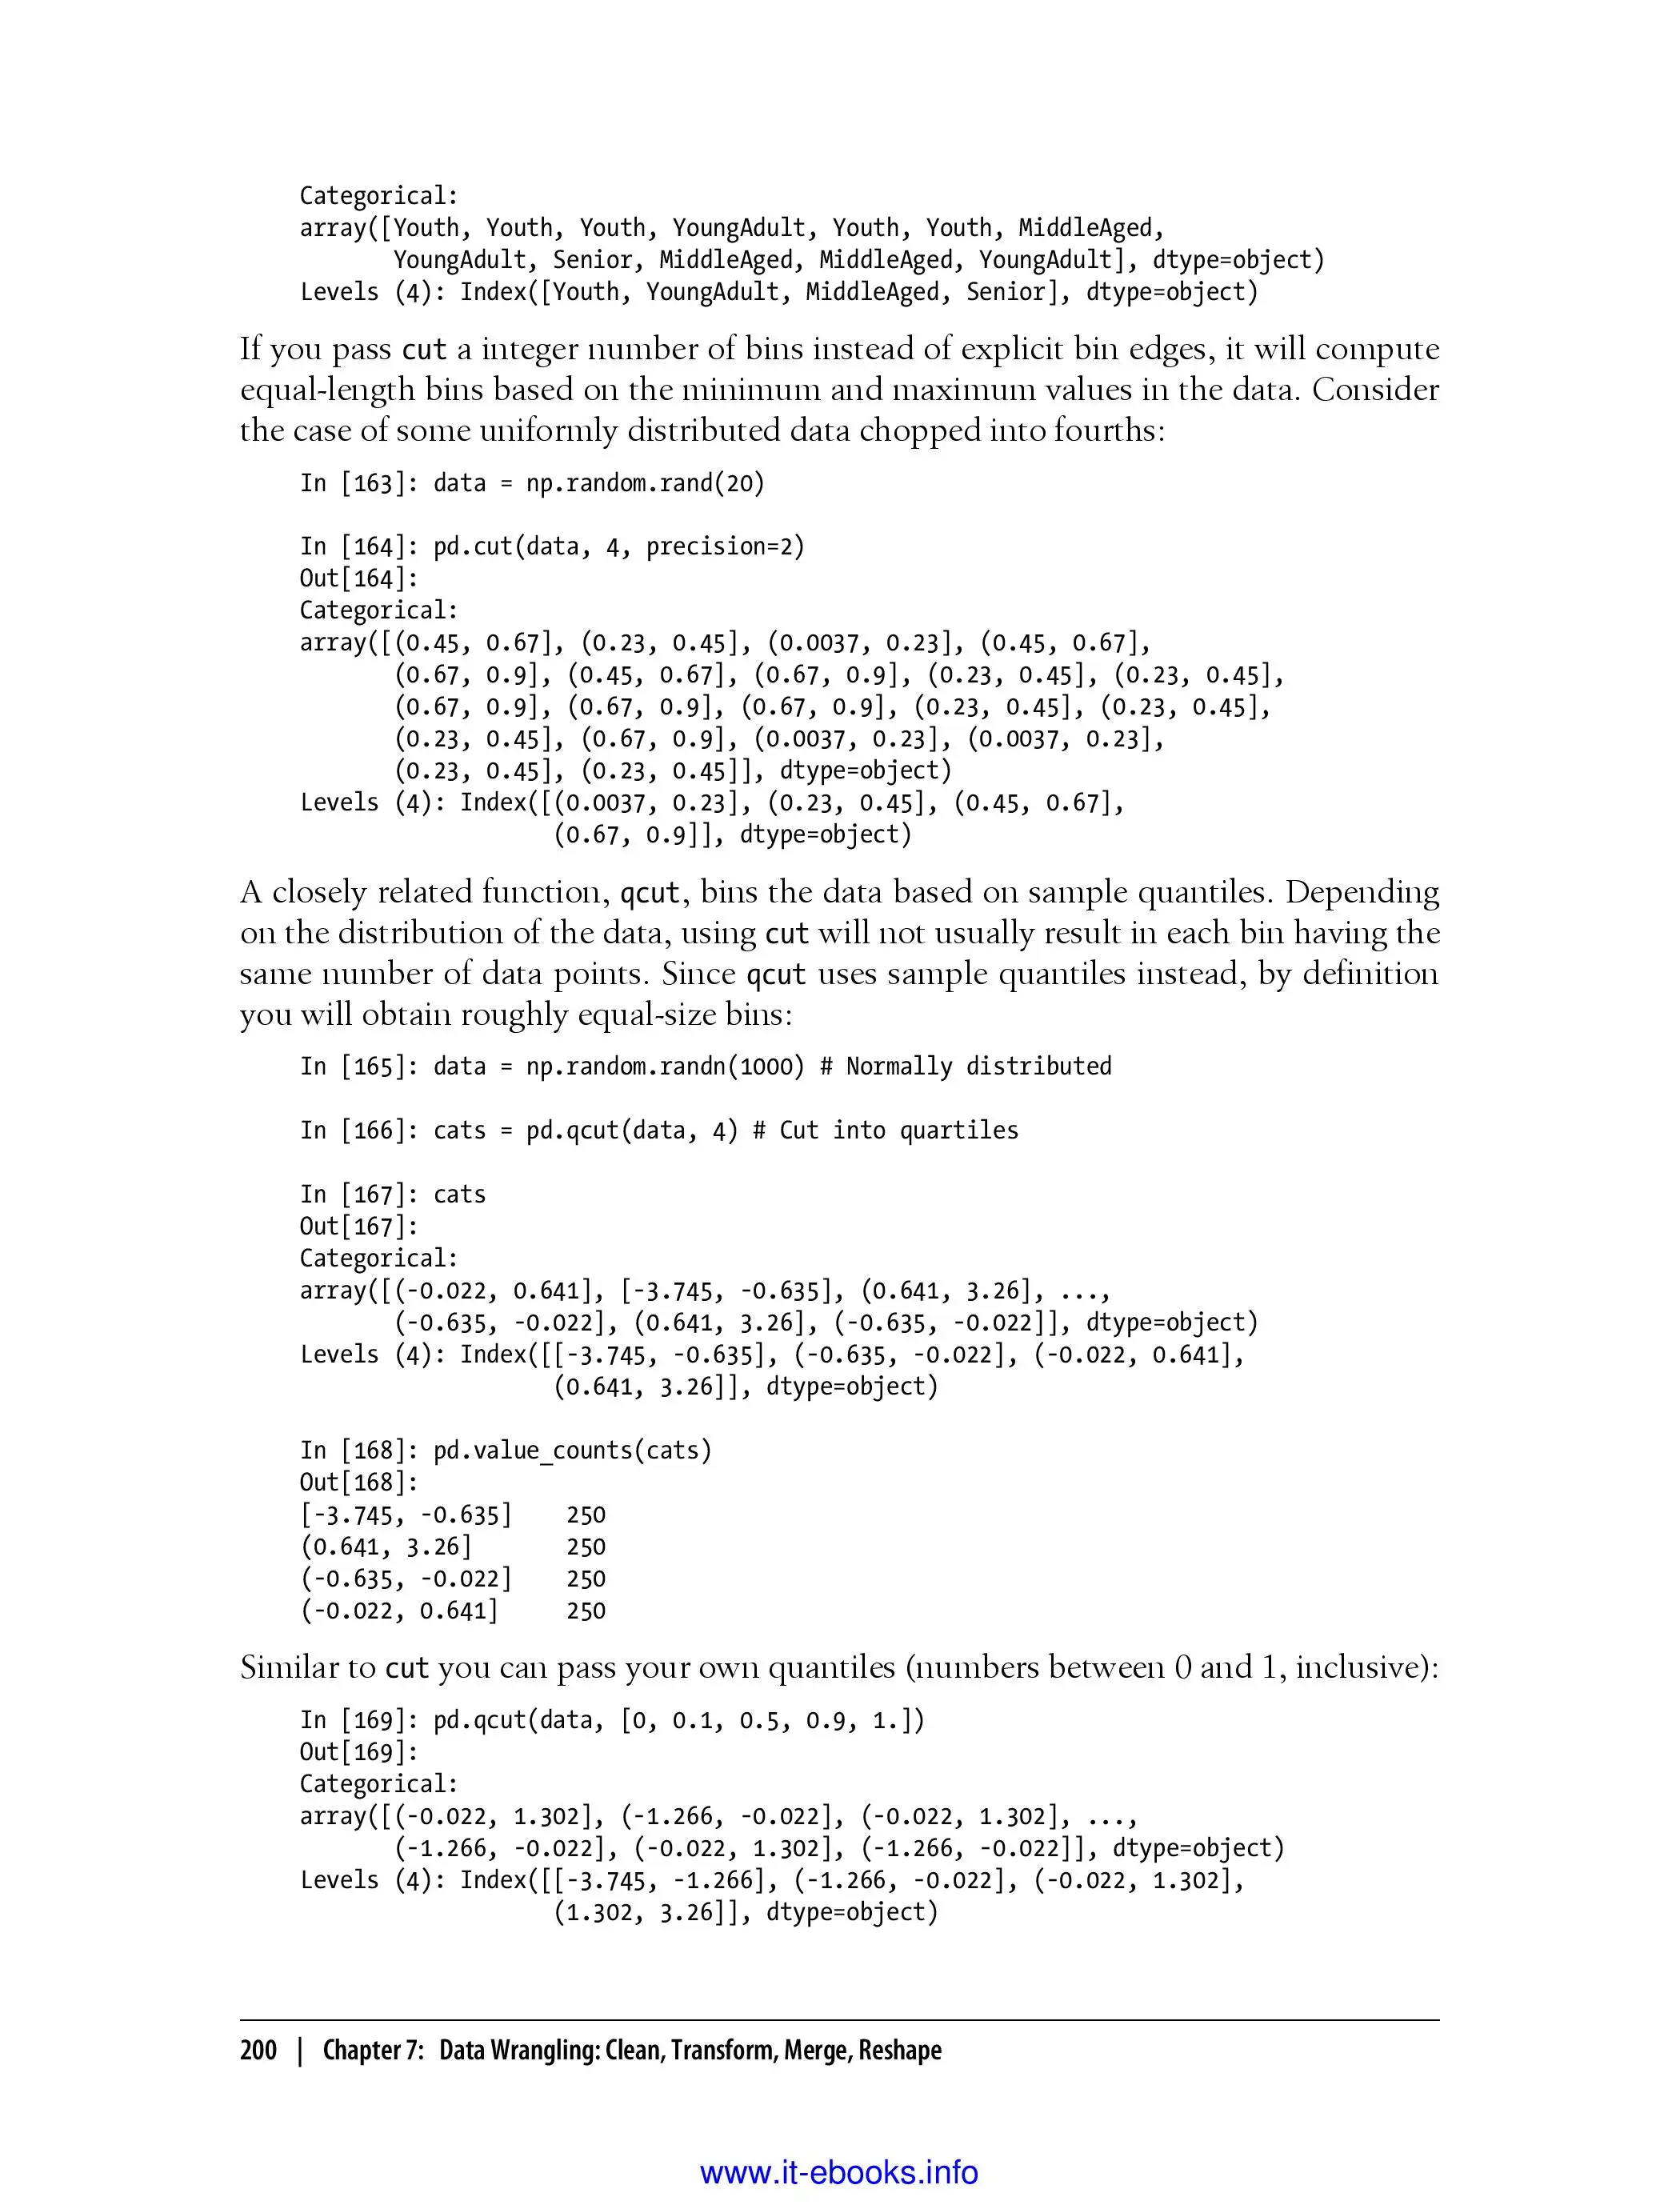 Categorical:
array([Youth, Youth, Youth, YoungAdult, Youth, Youth, MiddleAged,
       YoungAdult, Senior, MiddleAged, MiddleAged, YoungAdult], dtype=object)
Levels (4): Index([Youth, YoungAdult, MiddleAged, Senior], dtype=object)
If you pass cut a integer number of bins instead of explicit bin edges, it will compute
equal-length bins based on the minimum and maximum values in the data. Consider
the case of some uniformly distributed data chopped into fourths:
In [163]: data = np.random.rand(20)
In [164]: pd.cut(data, 4, precision=2)
Out[164]:
Categorical:
array([(0.45, 0.67], (0.23, 0.45], (0.0037, 0.23], (0.45, 0.67],
       (0.67, 0.9], (0.45, 0.67], (0.67, 0.9], (0.23, 0.45], (0.23, 0.45],
       (0.67, 0.9], (0.67, 0.9], (0.67, 0.9], (0.23, 0.45], (0.23, 0.45],
       (0.23, 0.45], (0.67, 0.9], (0.0037, 0.23], (0.0037, 0.23],
       (0.23, 0.45], (0.23, 0.45]], dtype=object)
Levels (4): Index([(0.0037, 0.23], (0.23, 0.45], (0.45, 0.67],
                   (0.67, 0.9]], dtype=object)
A closely related function, qcut, bins the data based on sample quantiles. Depending
on the distribution of the data, using cut will not usually result in each bin having the
same number of data points. Since qcut uses sample quantiles instead, by definition
you will obtain roughly equal-size bins:
In [165]: data = np.random.randn(1000) # Normally distributed
In [166]: cats = pd.qcut(data, 4) # Cut into quartiles
In [167]: cats
Out[167]:
Categorical:
array([(-0.022, 0.641], [-3.745, -0.635], (0.641, 3.26], ...,
       (-0.635, -0.022], (0.641, 3.26], (-0.635, -0.022]], dtype=object)
Levels (4): Index([[-3.745, -0.635], (-0.635, -0.022], (-0.022, 0.641],
                   (0.641, 3.26]], dtype=object)
In [168]: pd.value_counts(cats)
Out[168]:
[-3.745, -0.635]    250
(0.641, 3.26]       250
(-0.635, -0.022]    250
(-0.022, 0.641]     250
Similar to cut you can pass your own quantiles (numbers between 0 and 1, inclusive):
In [169]: pd.qcut(data, [0, 0.1, 0.5, 0.9, 1.])
Out[169]:
Categorical:
array([(-0.022, 1.302], (-1.266, -0.022], (-0.022, 1.302], ...,
       (-1.266, -0.022], (-0.022, 1.302], (-1.266, -0.022]], dtype=object)
Levels (4): Index([[-3.745, -1.266], (-1.266, -0.022], (-0.022, 1.302],
                   (1.302, 3.26]], dtype=object)
200 | Chapter 7: Data Wrangling: Clean, Transform, Merge, Reshape
www.it-ebooks.info